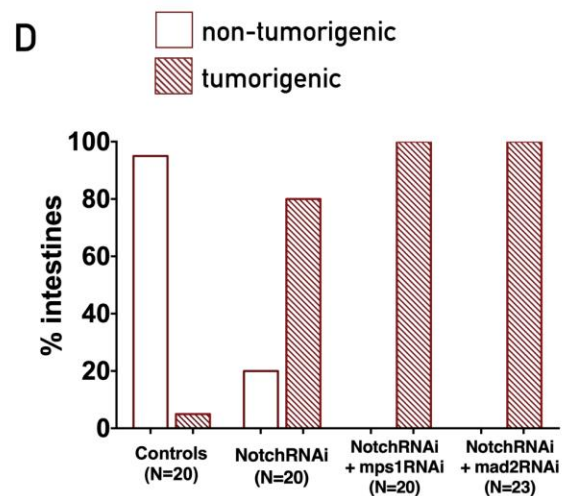 D
non-tumorigenic
tumorigenic
% intestines
100
80
60
40
20
0
Controls
(N=20)
NotchRNAi
(N=20)
NotchRNAi
+ mps1RNAi
(N=20)
NotchRNAi
+ mad2RNAi
(N=23)